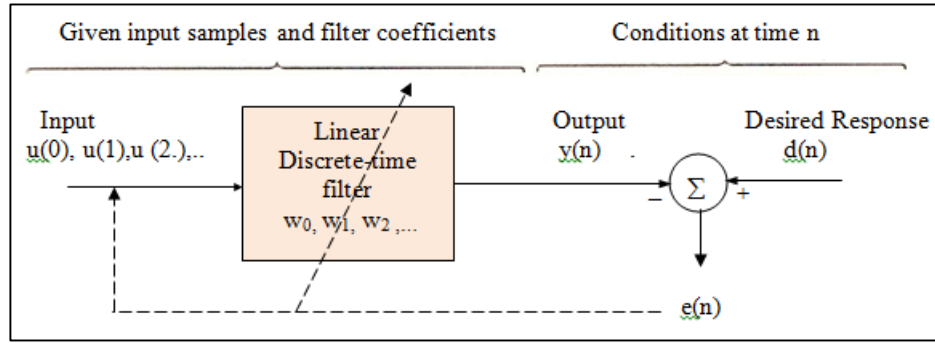 Given input samples and filter coefficients
Conditions at time n
Input
u(0), u(1),u (2.),..
Linear
Discrete-time
filter
w0, w1, w2 ,...
Output
y(n) .
Desired Response
d(n)
Σ
−
+
e(n)